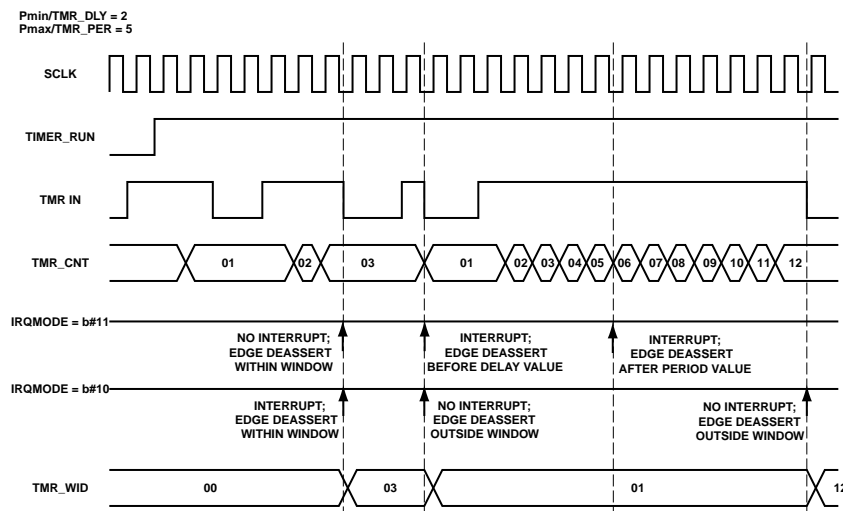 Pmin/TMR_DLY = 2
Pmax/TMR_PER = 5
SCLK
TIMER_RUN
TMR IN
TMR_CNT
01
02
03
01
02
03
04
05
06
07
08
09
10
11
12
IRQMODE = b#11
NO INTERRUPT;
EDGE DEASSERT
WITHIN WINDOW
INTERRUPT;
EDGE DEASSERT
BEFORE DELAY VALUE
INTERRUPT;
EDGE DEASSERT
AFTER PERIOD VALUE
IRQMODE = b#10
INTERRUPT;
EDGE DEASSERT
WITHIN WINDOW
NO INTERRUPT;
EDGE DEASSERT
OUTSIDE WINDOW
NO INTERRUPT;
EDGE DEASSERT
OUTSIDE WINDOW
TMR_WID
00
03
01
12